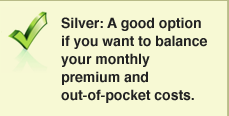 Silver: A good option
if you want to balance
your monthly
premium and
out-of-pocket costs.